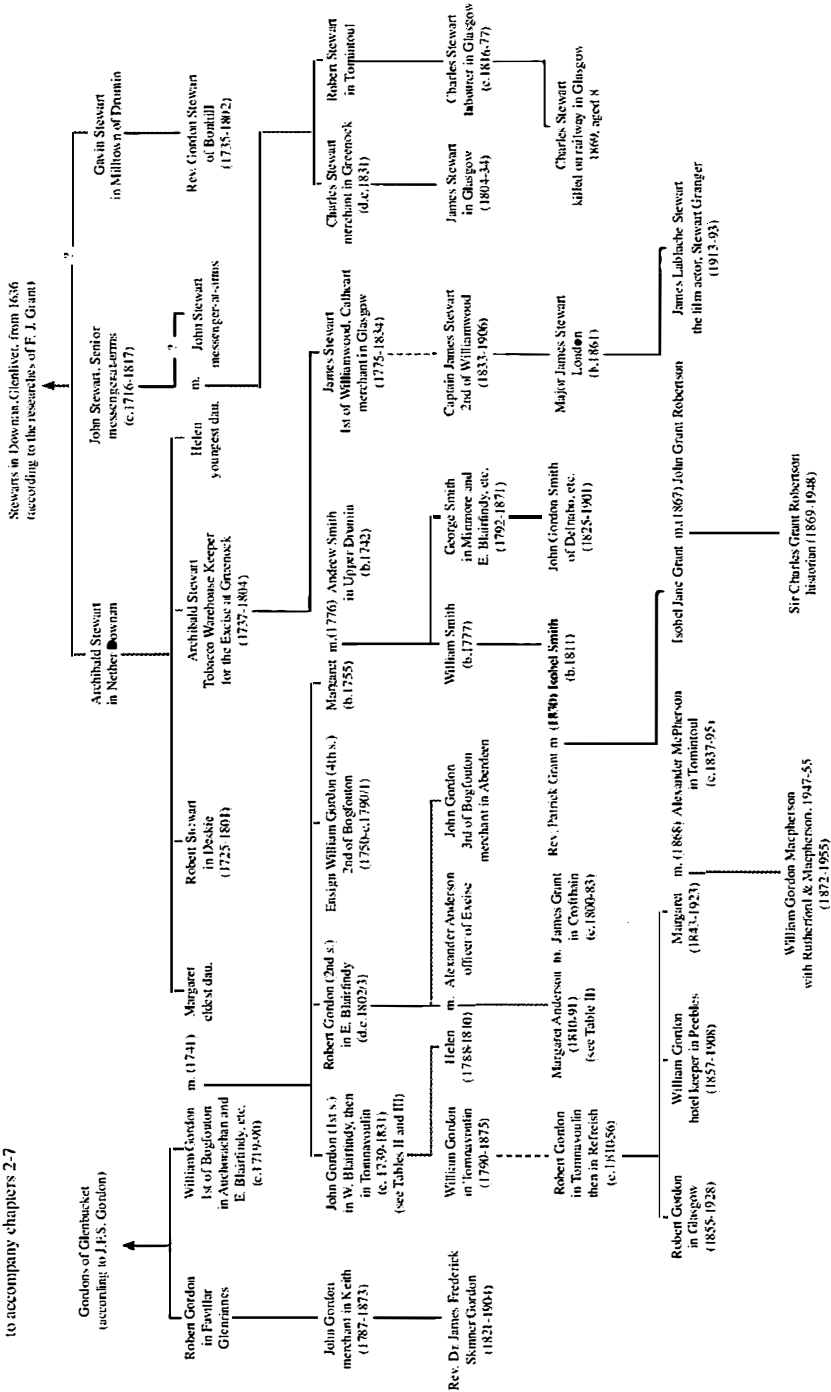 to accompany chapters 2-7
Stewarts in Downan, Glenlivet, from 1636
(according to the researches of F. J. Grant)
Gordons of Glenbucket
(according to J.F.S. Gordon)
Archibald Stewart
in Nether Downan
John Stewart, Senior
messenger-at-arms
(c.1716-1817)
?
Gavin Stewart
in Milltown of Drumin
Robert Gordon
in Favillar
Glenrinnes
William Gordon
1st of Bogfouton
in Auchorachan and
E. Blairfindy, etc.
(c.1719-90)
m. (1741)
Margaret
eldest dau.
Robert Stewart
in Deskie
(1725-1801)
Archibald Stewart
Tobacco Warehouse Keeper
for the Excise at Greenock
(1737-1804)
Helen
youngest dau.
m.
?
John Stewart
messenger-at-arms
Rev. Gordon Stewart
of Bonhill
(1735-1802)
John Gordon
merchant in Keith
(1787-1873)
John Gordon (1st s.)
in W. Blairfindy, then
in Tomnavoulin
(c. 1739-1831)
(see Tables II and III)
Robert Gordon (2nd s.)
in E. Blairfindy
(d.c.1802/3)
Ensign William Gordon (4th s.)
2nd of Bogfouton
(1750-c.1790/1)
Margaret
(b.1755)
m.(1776)
Andrew Smith
in Upper Drumin
(b.1742)
James Stewart
1st of Williamwood, Cathcart
merchant in Glasgow
(1775-1834)
Charles Stewart
merchant in Greenock
(d.c.1831)
Robert Stewart
in Tomintoul
Rev. Dr. James Frederick
Skinner Gordon
(1821-1904)
William Gordon
in Tomnavoulin
(1790-1875)
Helen
(1788-1810)
m.
Alexander Anderson
officer of Excise
John Gordon
3rd of Bogfouton
merchant in Aberdeen
William Smith
(b.1777)
George Smith
in Minmore and
E. Blairfindy, etc.
(1792-1871)
Captain James Stewart
2nd of Williamwood
(1833-1906)
James Stewart
in Glasgow
(1804-34)
Charles Stewart
labourer in Glasgow
(c.1816-77)
Robert Gordon
in Tomnavoulin
then in Refreish
(c.1810-56)
Margaret Anderson
(1810-91)
(see Table II)
m.
James Grant
in Crofthain
(c.1800-83)
Rev. Patrick Grant
m (1830)
Isobel Smith
(b.1811)
John Gordon Smith
of Delnabo, etc.
(1825-1901)
Major James Stewart
London
(b.1861)
Charles Stewart
killed on railway in Glasgow
1869, aged 8
Robert Gordon
in Glasgow
(1855-1928)
William Gordon
hotel keeper in Peebles
(1857-1908)
Margaret
(1843-1923)
m. (1868)
Alexander McPherson
in Tomintoul
(c.1837-95)
Isobel Jane Grant
m.(1867)
John Grant Robertson
James Lablache Stewart
the film actor, Stewart Granger
(1913-93)
William Gordon Macpherson
with Rutherford & Macpherson, 1947-55
(1872-1955)
Sir Charles Grant Robertson
historian (1869-1948)